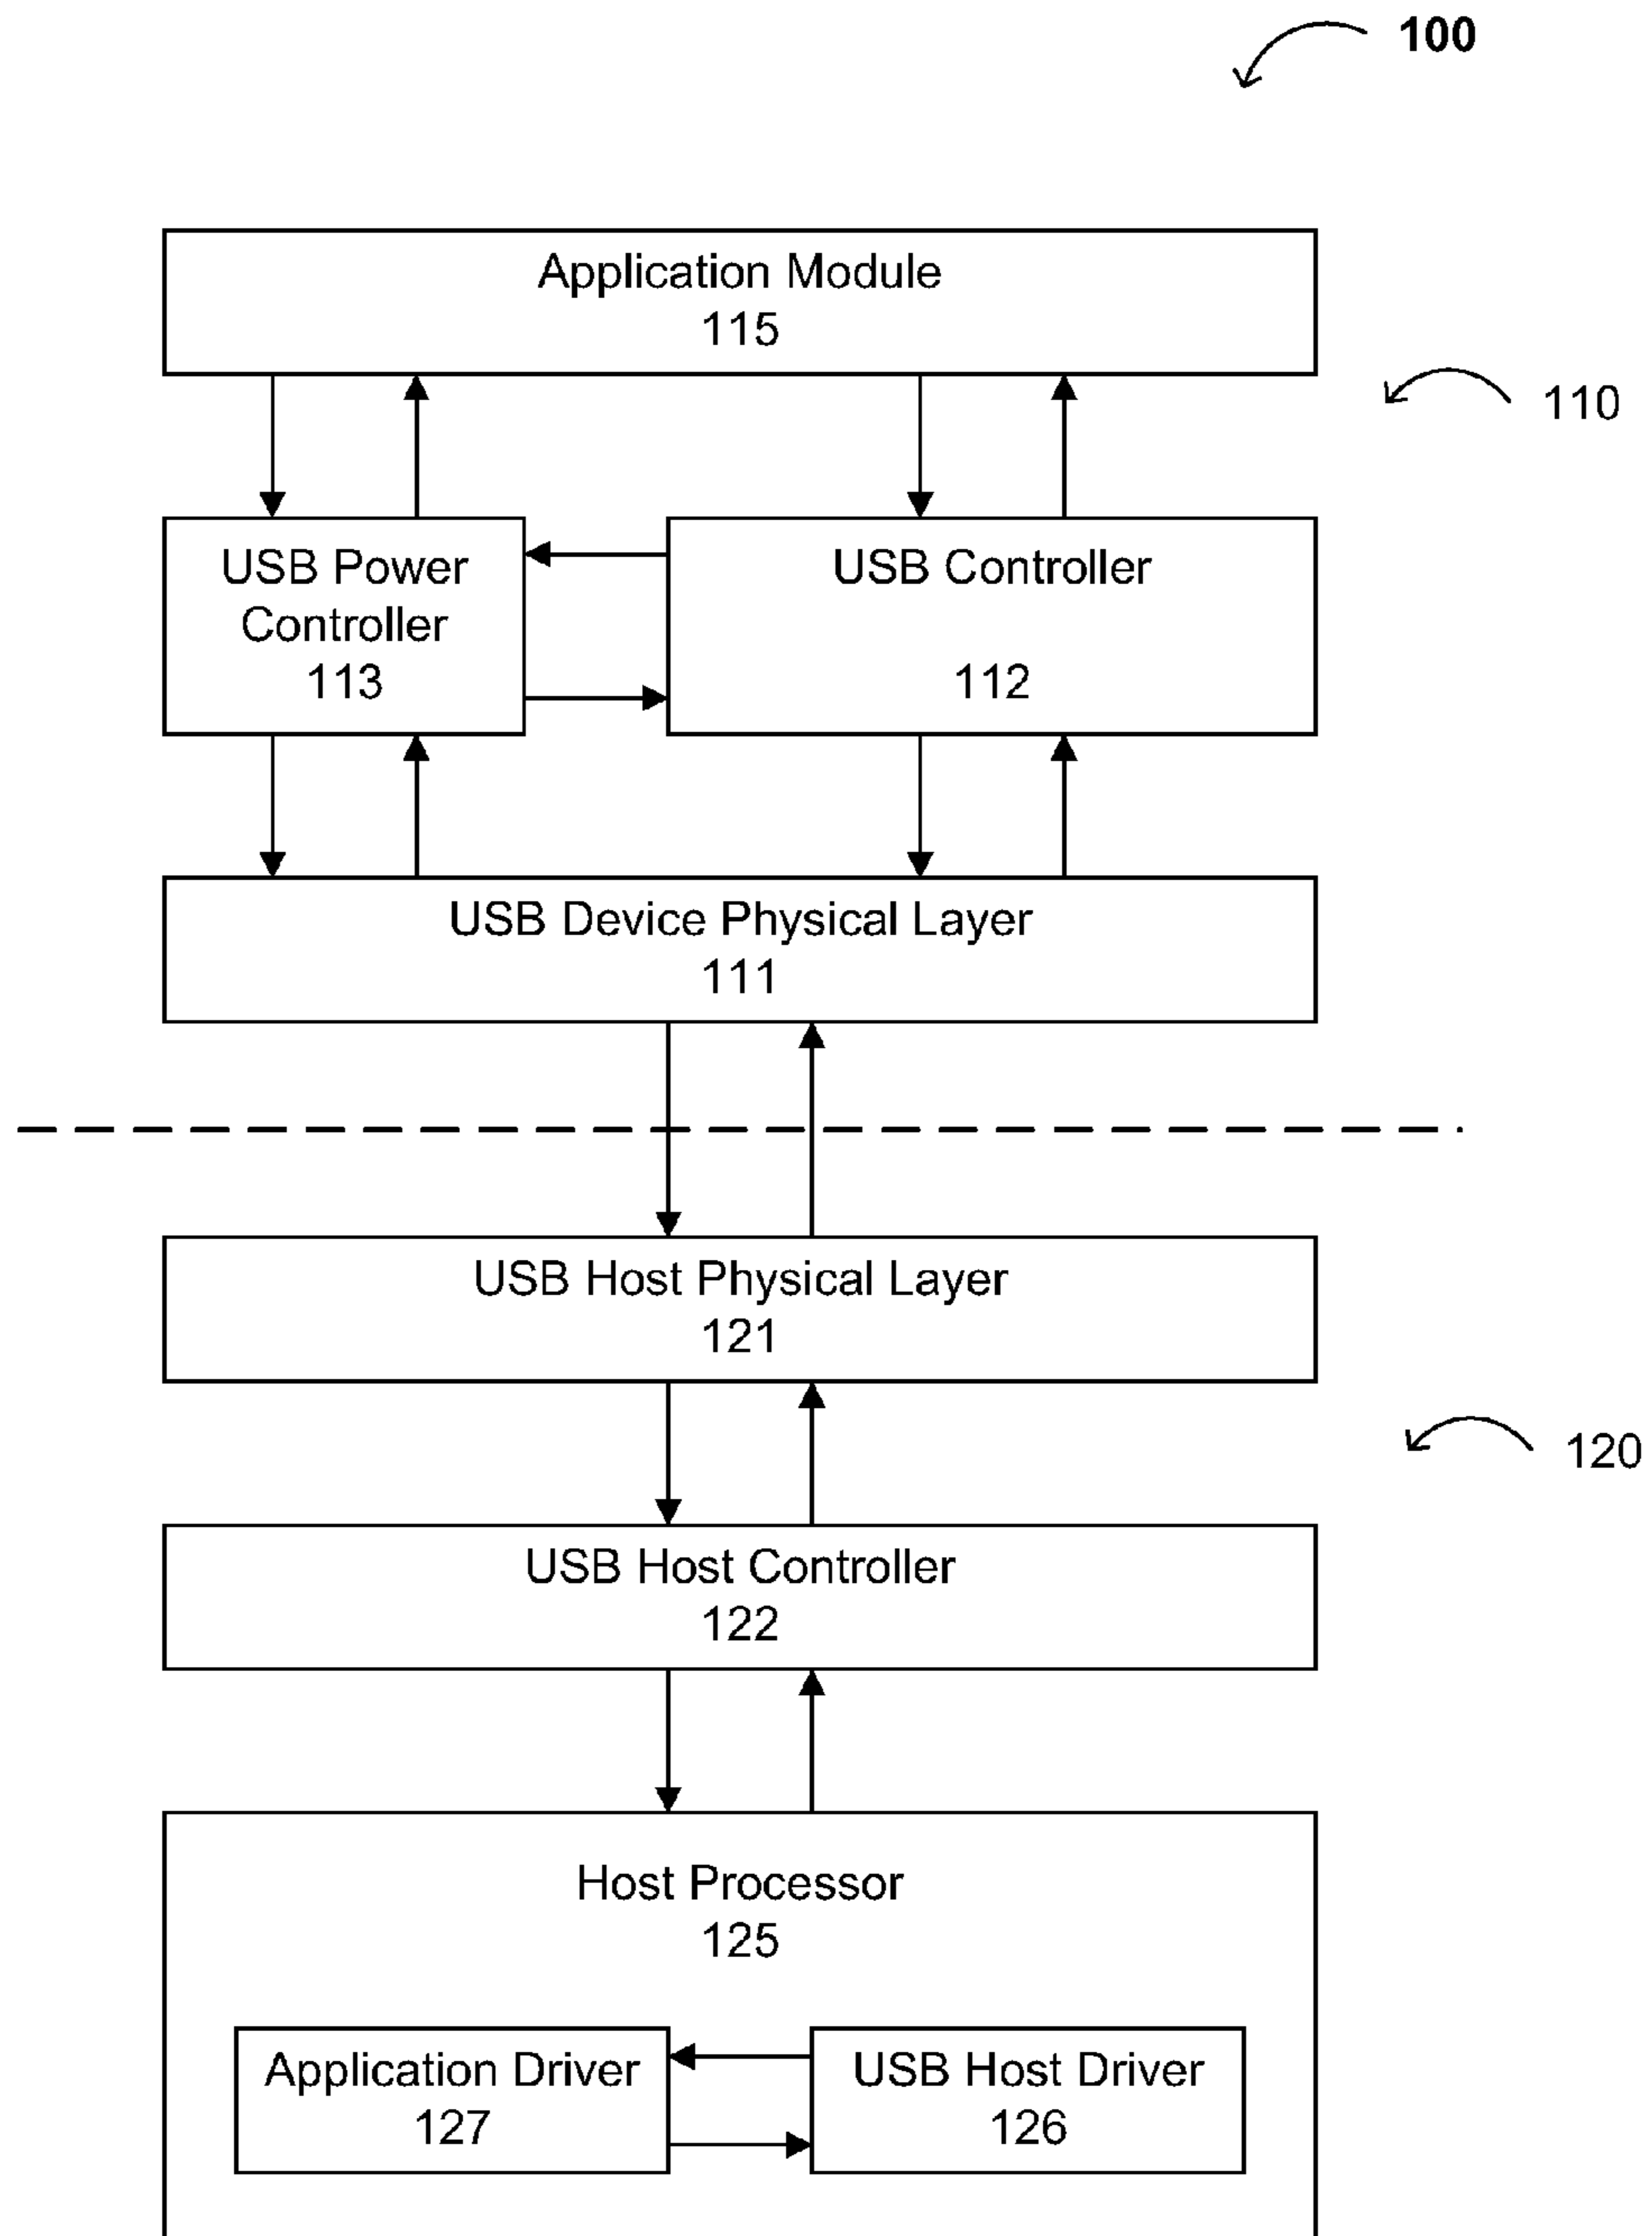 100
Application Module
115
110
USB Power
Controller
113
USB Controller
112
USB Device Physical Layer
111
USB Host Physical Layer
121
120
USB Host Controller
122
Host Processor
125
Application Driver
127
USB Host Driver
126